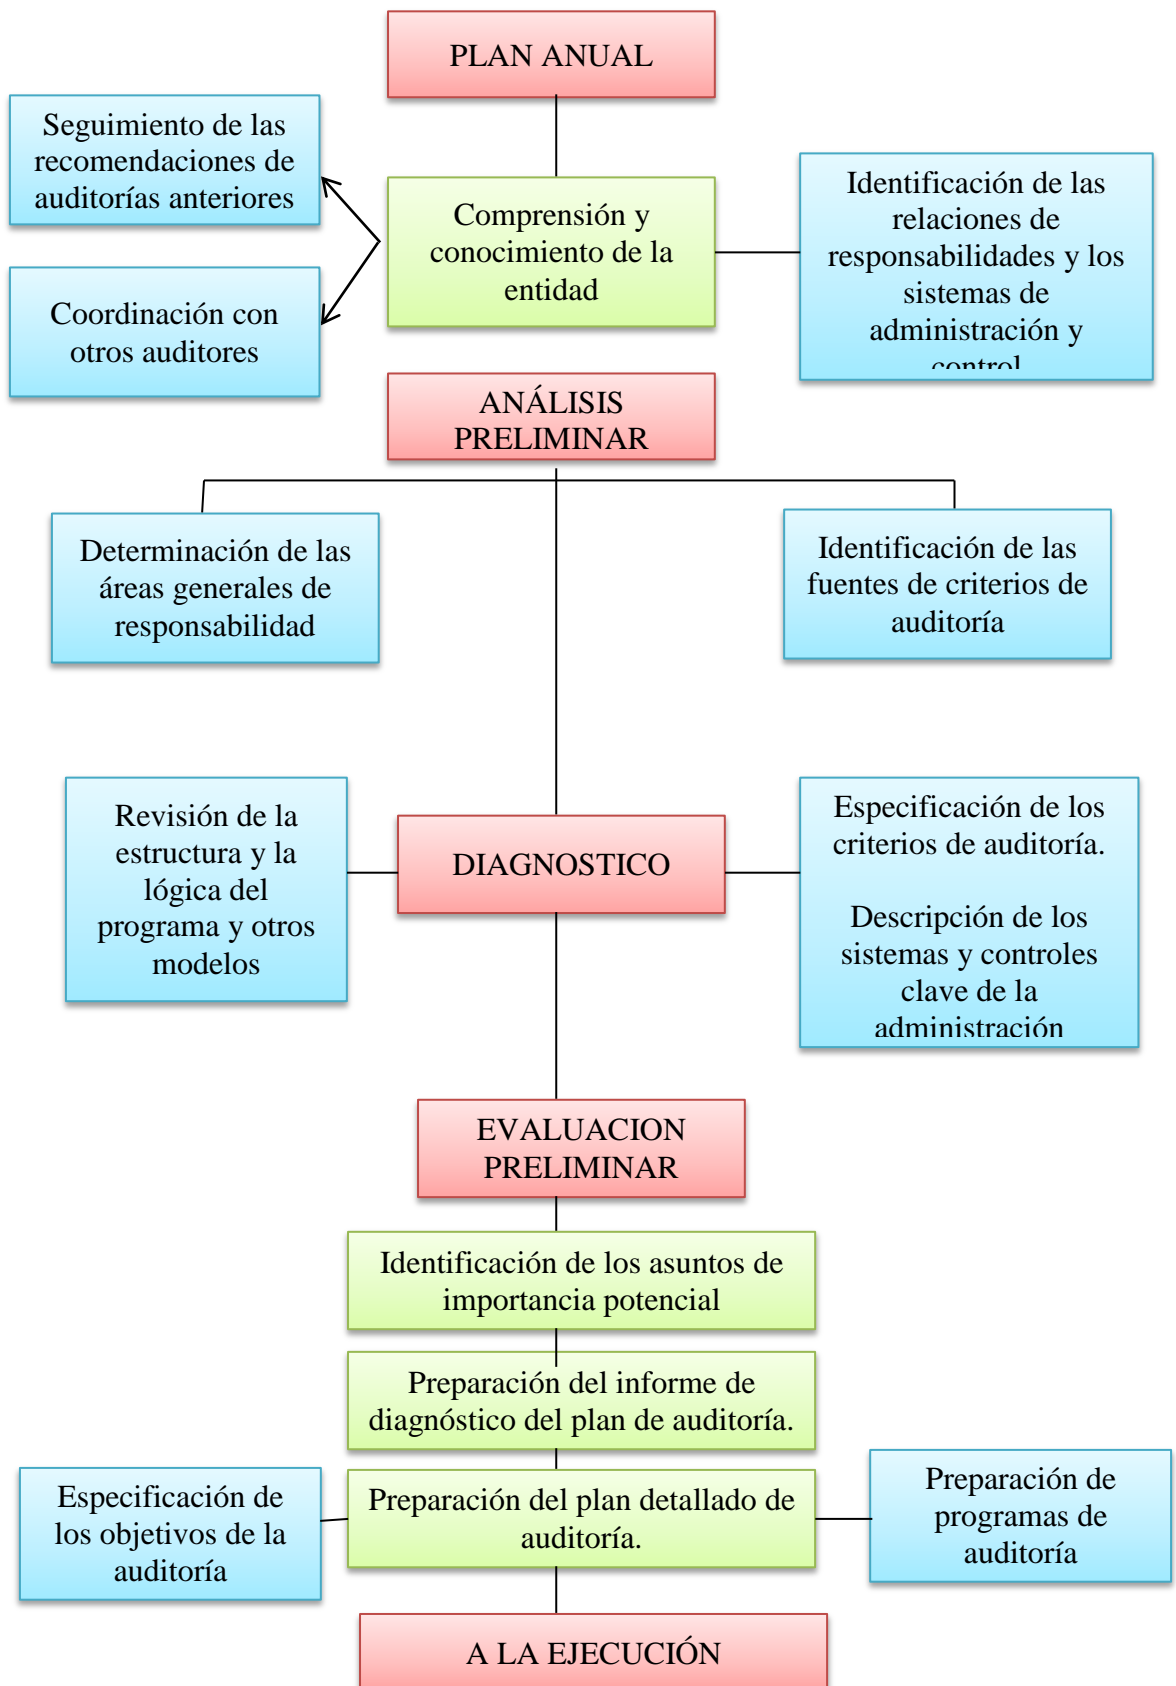 PLAN ANUAL
Seguimiento de las
recomendaciones de
auditorías anteriores
Comprensión y
conocimiento de la
entidad
Identificación de las
relaciones de
responsabilidades y los
sistemas de
administración y
control
Coordinación con
otros auditores
ANÁLISIS
PRELIMINAR
Determinación de las
áreas generales de
responsabilidad
Identificación de las
fuentes de criterios de
auditoría
Revisión de la
estructura y la
lógica del
programa y otros
modelos
DIAGNOSTICO
Especificación de los
criterios de auditoría.
Descripción de los
sistemas y controles
clave de la
administración
EVALUACION
PRELIMINAR
Identificación de los asuntos de
importancia potencial
Preparación del informe de
diagnóstico del plan de auditoría.
Especificación de
los objetivos de la
auditoría
Preparación del plan detallado de
auditoría.
Preparación de
programas de
auditoría
A LA EJECUCIÓN